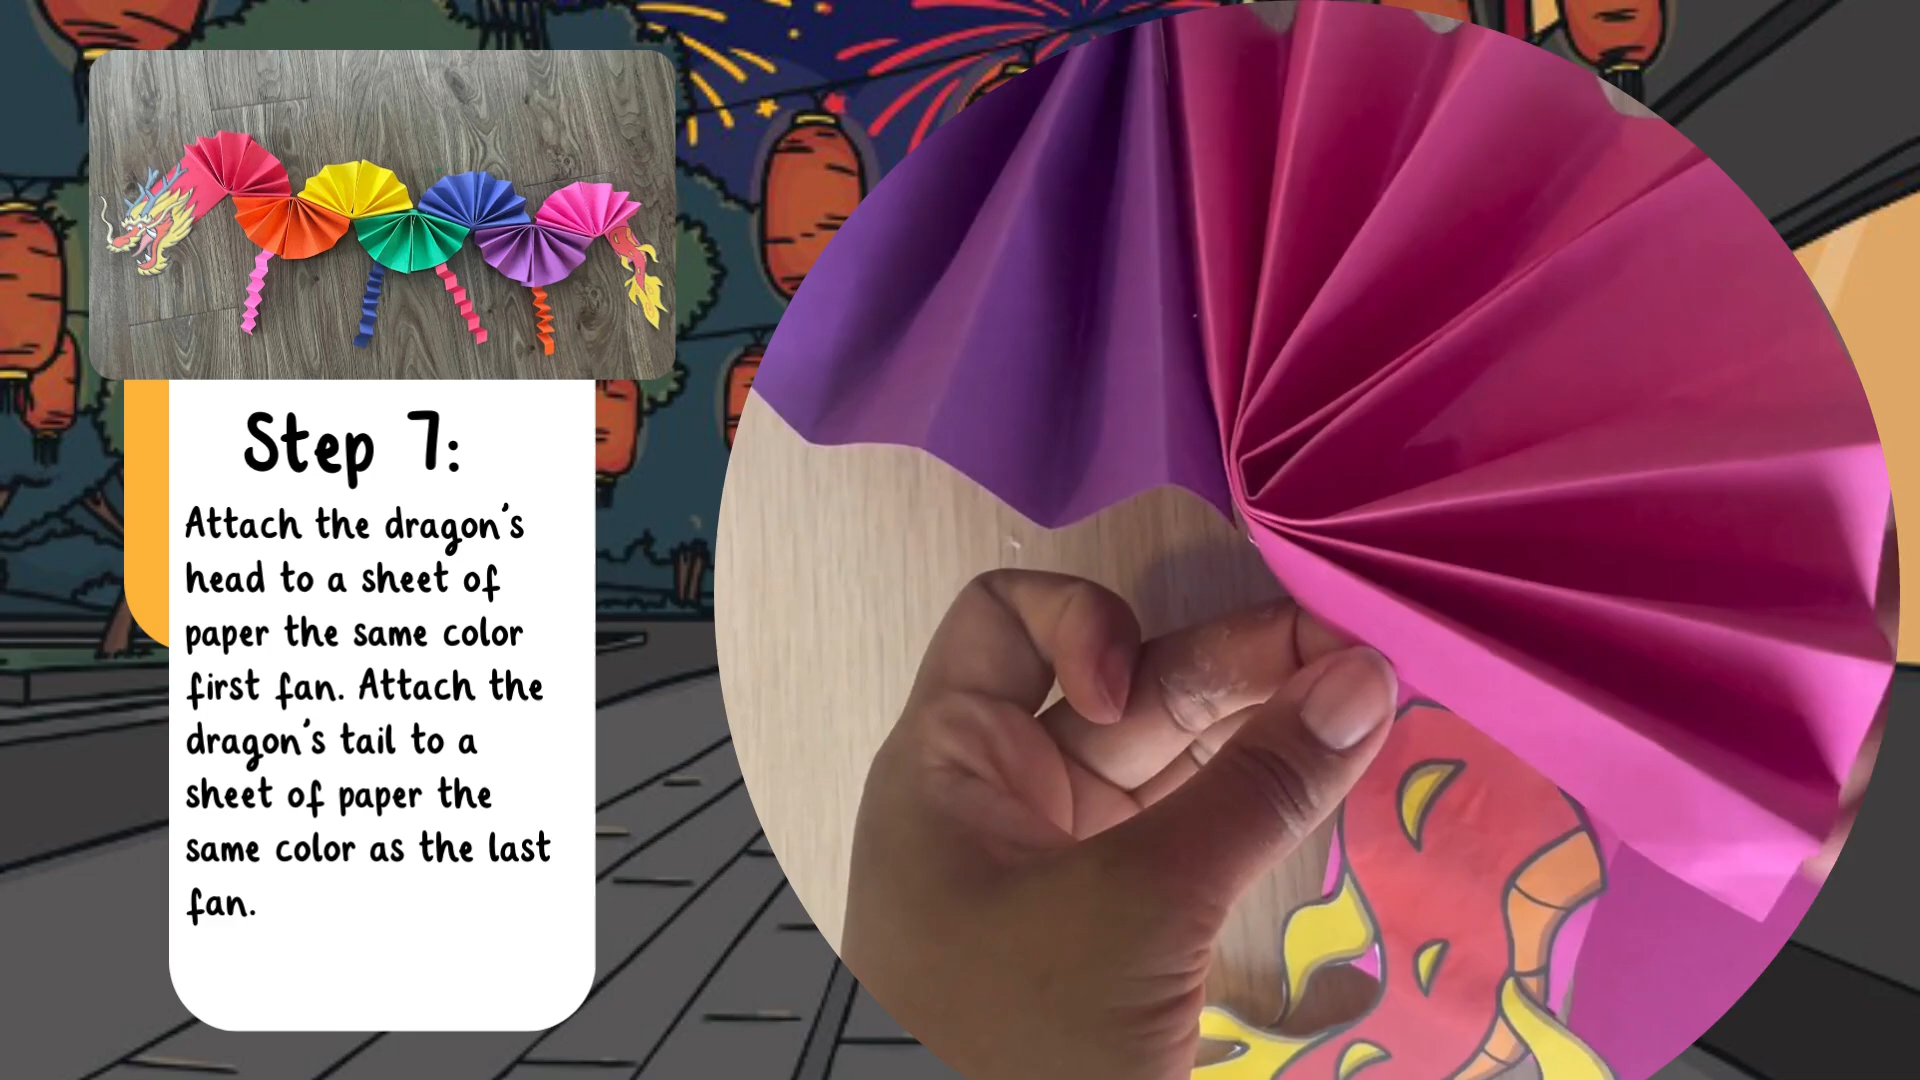 Step 7:
Attach the dragon's
head to a sheet of
paper the same color
first fan. Attach the
dragon's tail to a
sheet of paper the
same color as the last
fan.